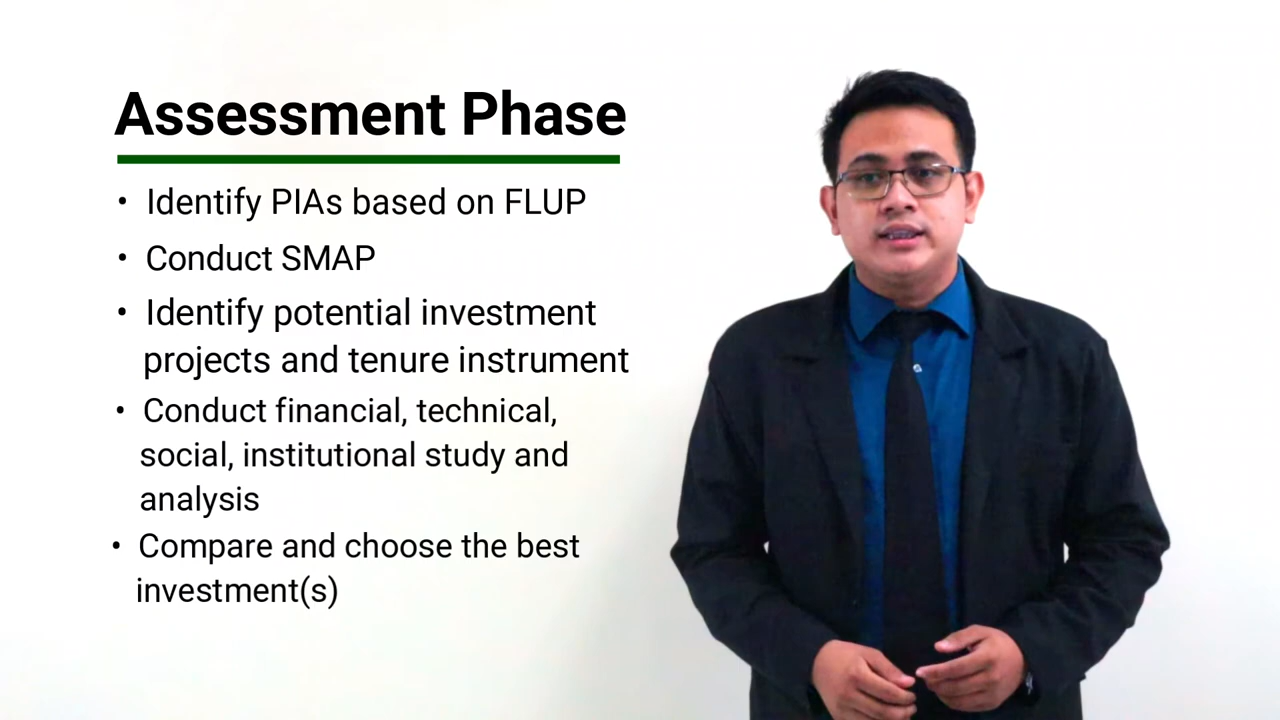 Assessment Phase
• Identify PIAs based on FLUP
• Conduct SMAP
• Identify potential investment
projects and tenure instrument
• Conduct financial, technical,
social, institutional study and
analysis
• Compare and choose the best
investment(s)